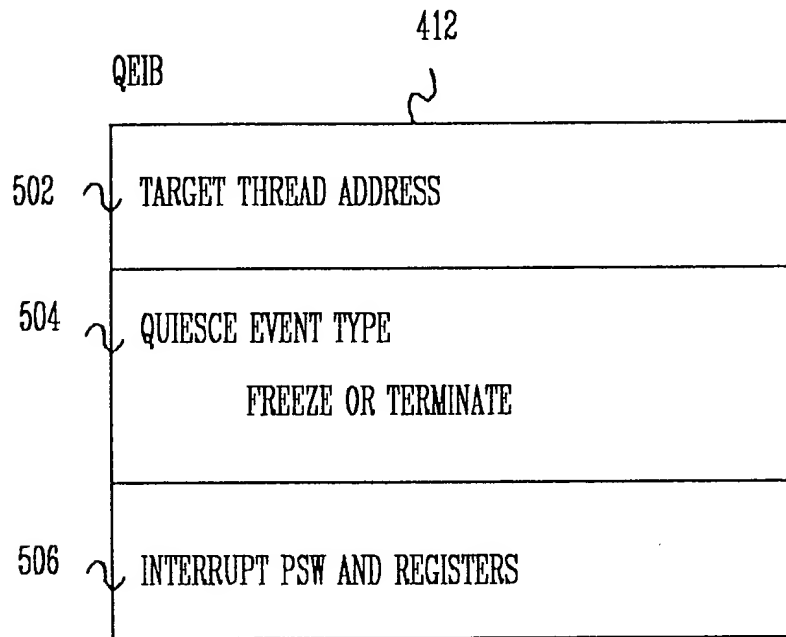 412
QEIB
502 TARGET THREAD ADDRESS
504 QUIESCE EVENT TYPE
FREEZE OR TERMINATE
506 INTERRUPT PSW AND REGISTERS